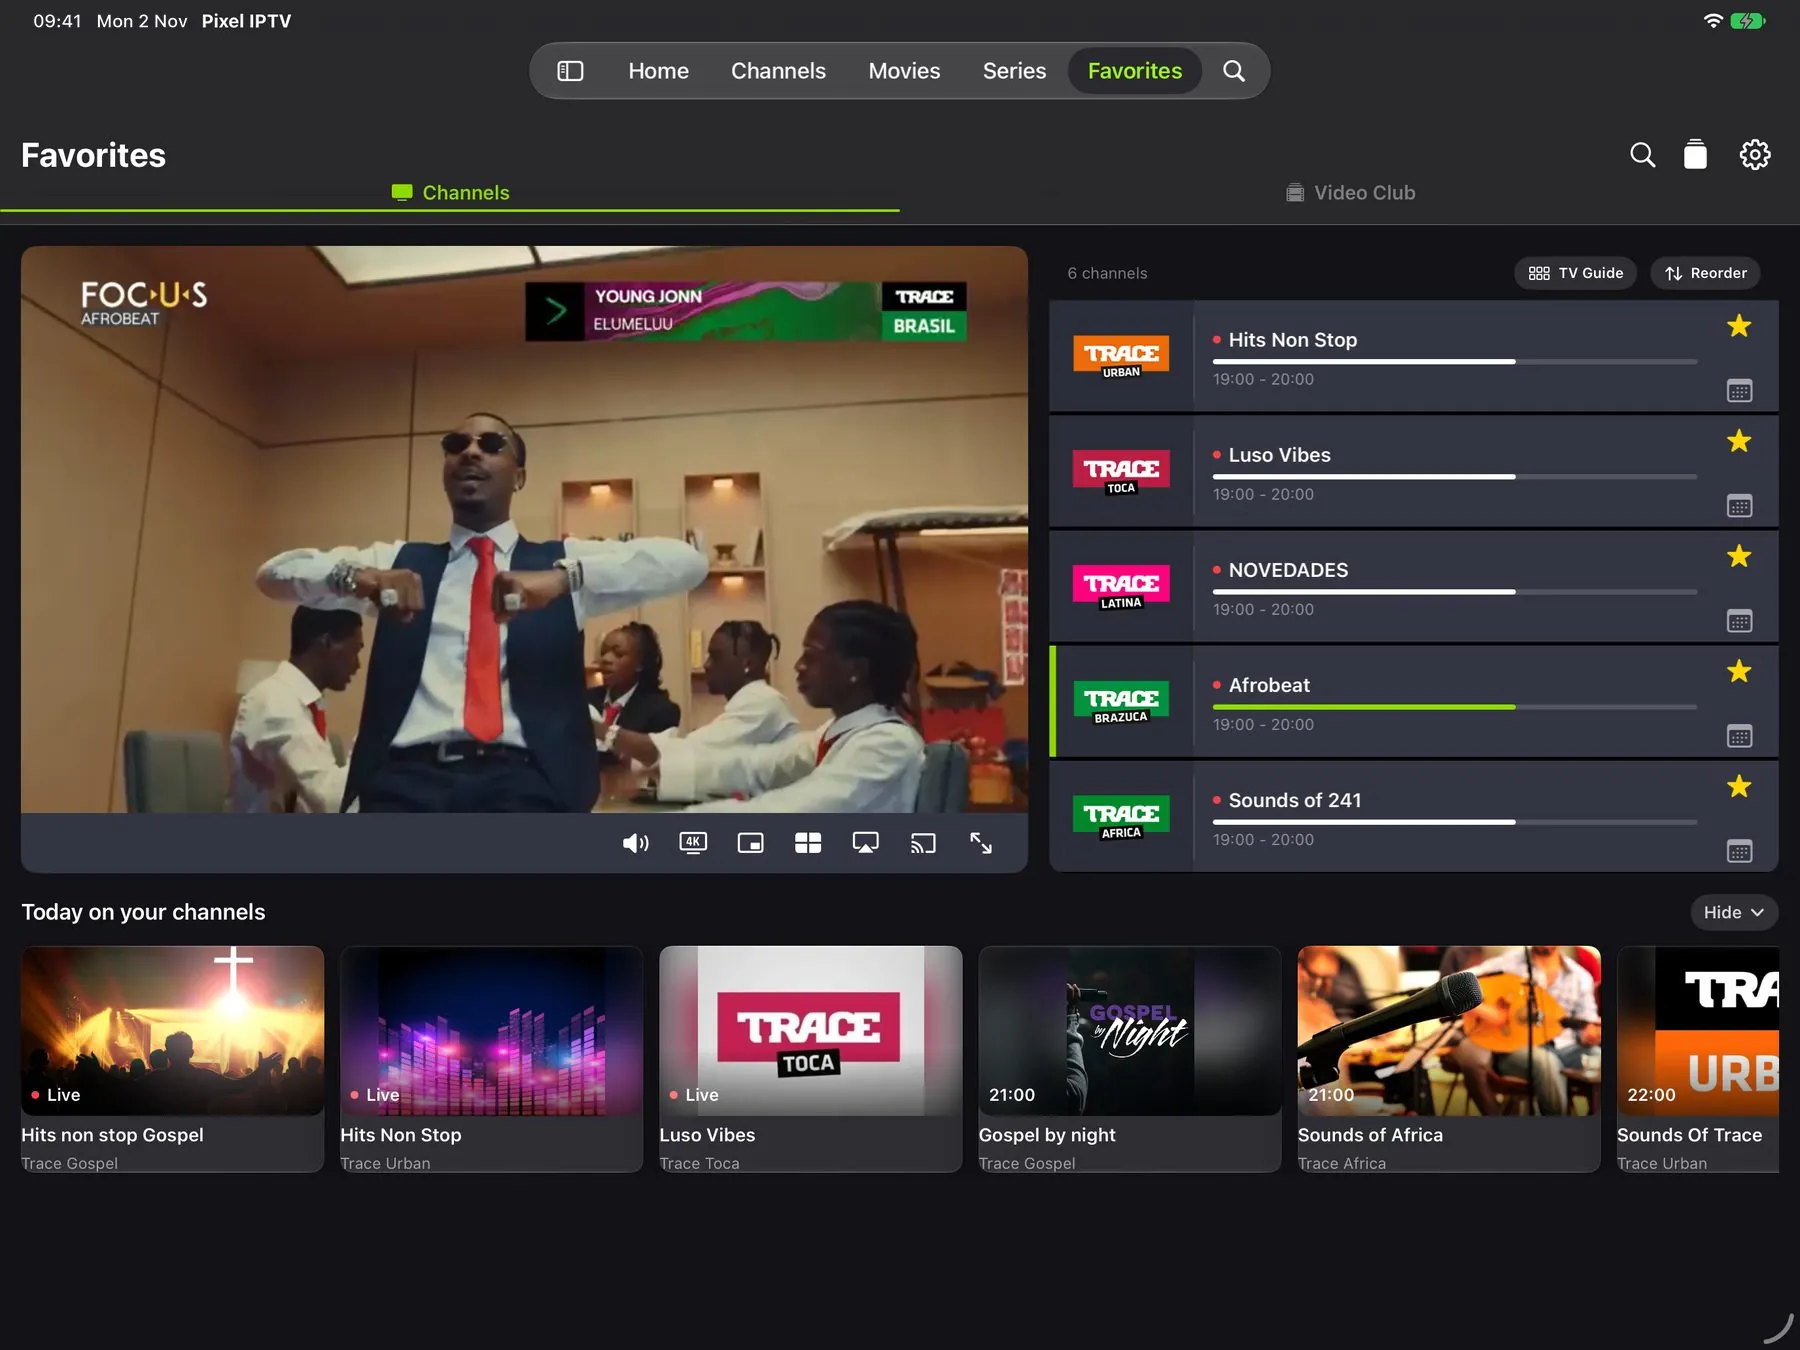 09:41 Mon 2 Nov Pixel IPTV
Home Channels Movies Series Favorites
Favorites
Channels
Video Club
FOCUS
AFROBEAT
YOUNG JONN
ELUMELUU
TRACE
BRASIL
4K
6 channels
TV Guide
Reorder
TRACE
URBAN
Hits Non Stop
19:00 - 20:00
TRACE
TOCA
Luso Vibes
19:00 - 20:00
TRACE
LATINA
NOVEDADES
19:00 - 20:00
TRACE
BRAZUCA
Afrobeat
19:00 - 20:00
TRACE
AFRICA
Sounds of 241
19:00 - 20:00
Today on your channels
Hide
Live
Hits non stop Gospel
Trace Gospel
Live
Hits Non Stop
Trace Urban
TRACE
TOCA
Live
Luso Vibes
Trace Toca
GOSPEL
by Night
21:00
Gospel by night
Trace Gospel
21:00
Sounds of Africa
Trace Africa
TRA
URB
22:00
Sounds Of Trace
Trace Urban